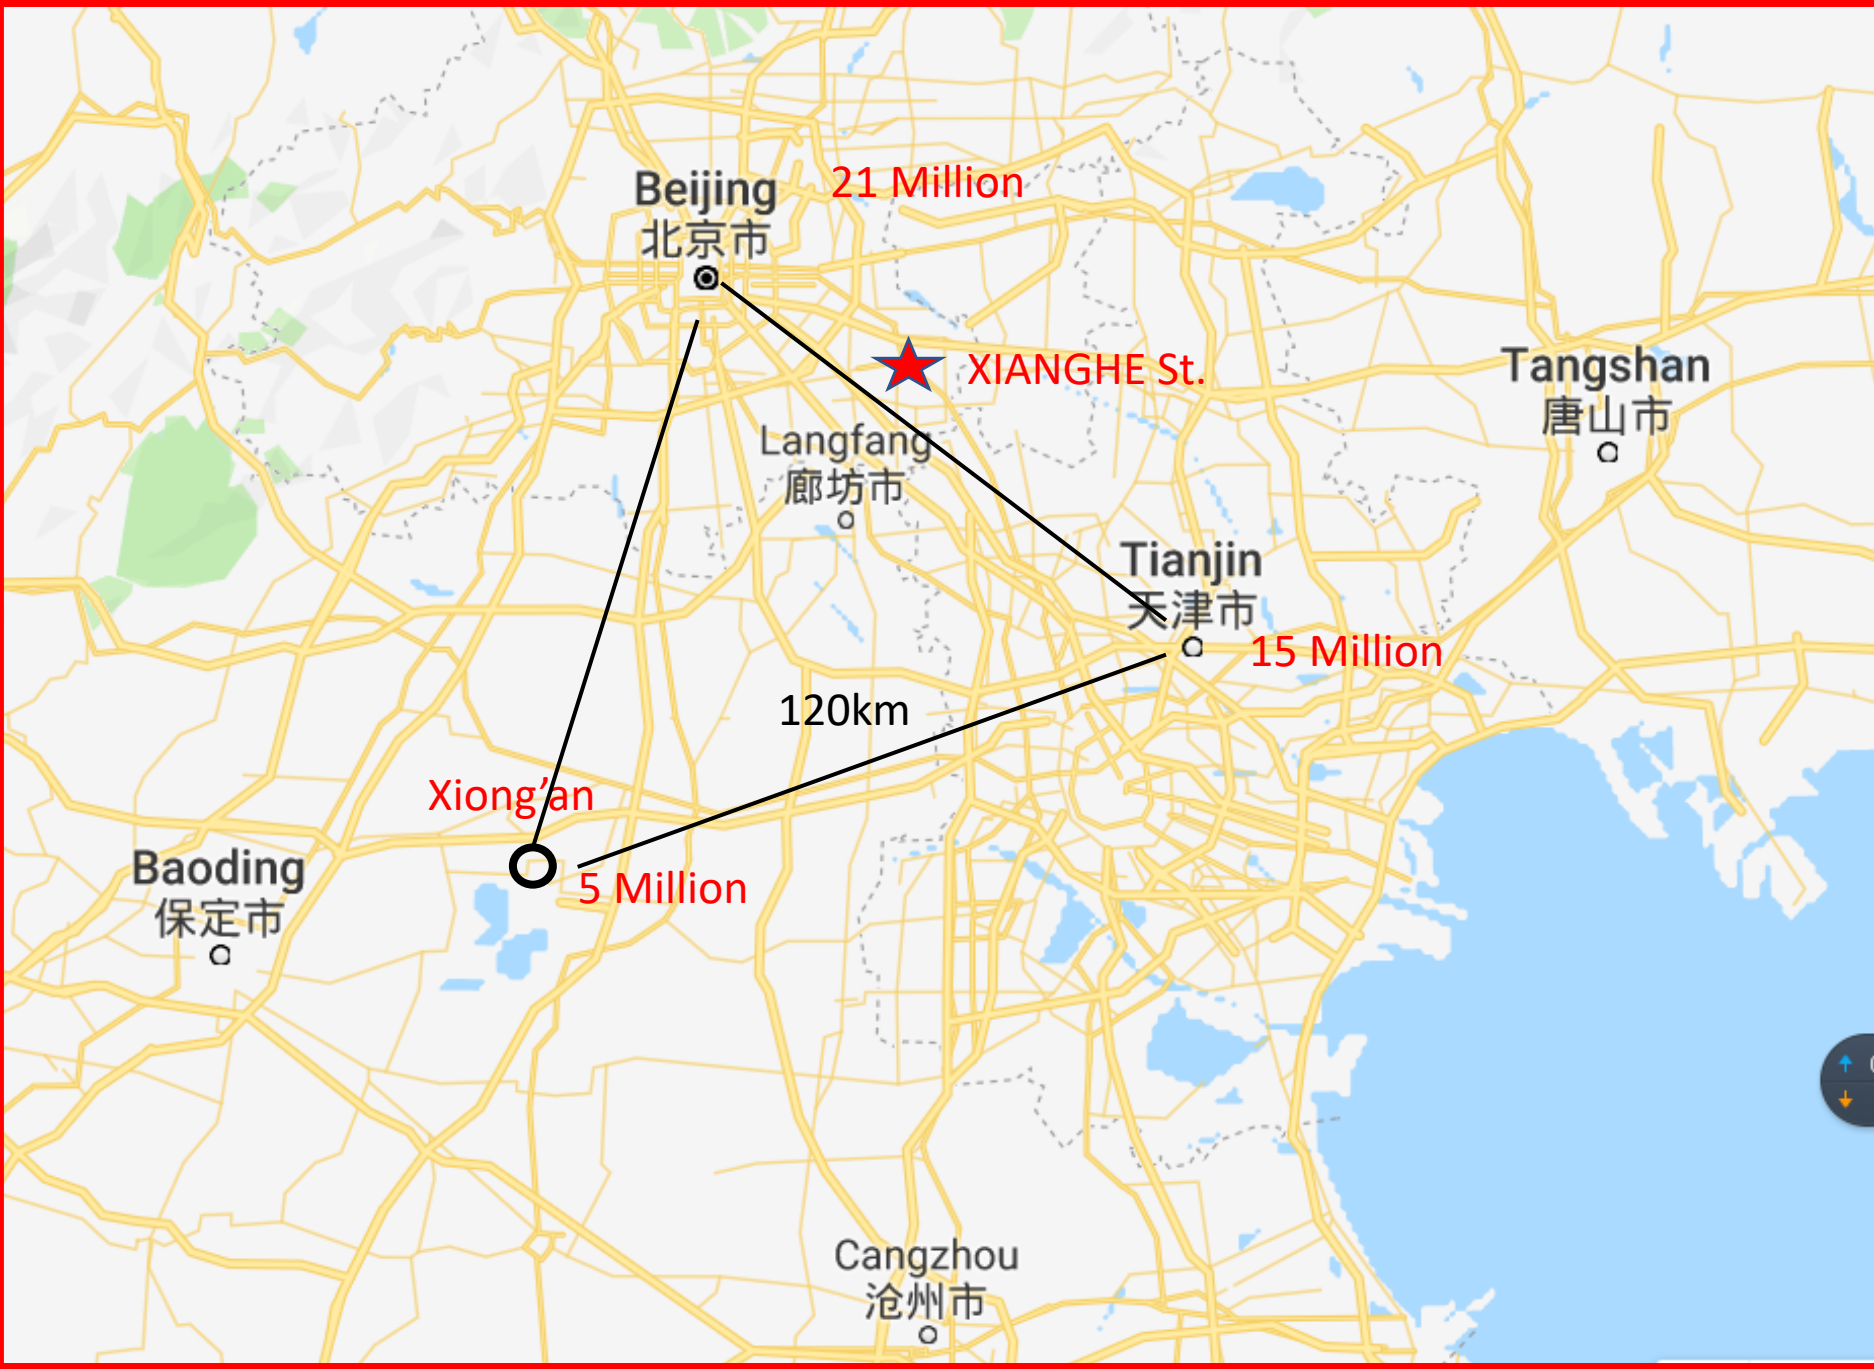 Beijing
北京市
21 Million
XIANGHE St.
Tangshan
唐山市
Langfang
廊坊市
Tianjin
天津市
15 Million
120km
Xiong’an
5 Million
Baoding
保定市
Cangzhou
沧州市